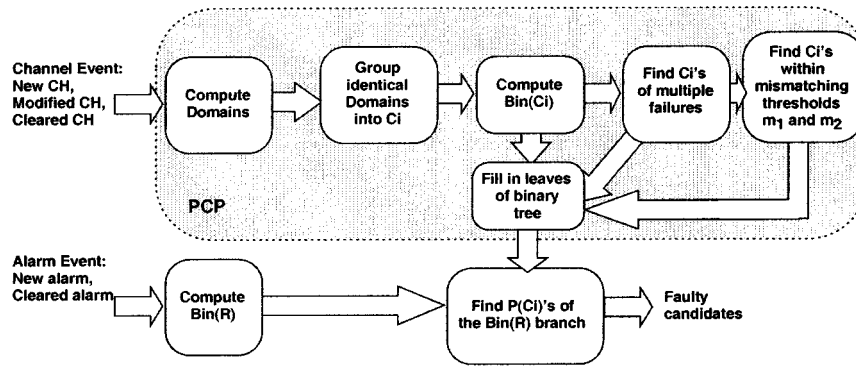 Channel Event:
New CH,
Modified CH,
Cleared CH
Compute
Domains
Group
identical
Domains
into Ci
Compute
Bin(Ci)
Find Ci's
of multiple
failures
Find Ci's
within
mismatching
thresholds
m1 and m2
Fill in leaves
of binary
tree
PCP
Alarm Event:
New alarm,
Cleared alarm
Compute
Bin(R)
Find P(Ci)'s of
the Bin(R) branch
Faulty
candidates